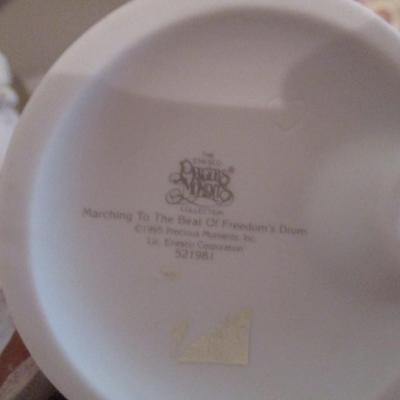 THE
ENESCO
PRECIOUS
MOMENTS®
COLLECTION
Marching To The Beat Of Freedom's Drum
©1995 Precious Moments, Inc.
Lic. Enesco Corporation
521981